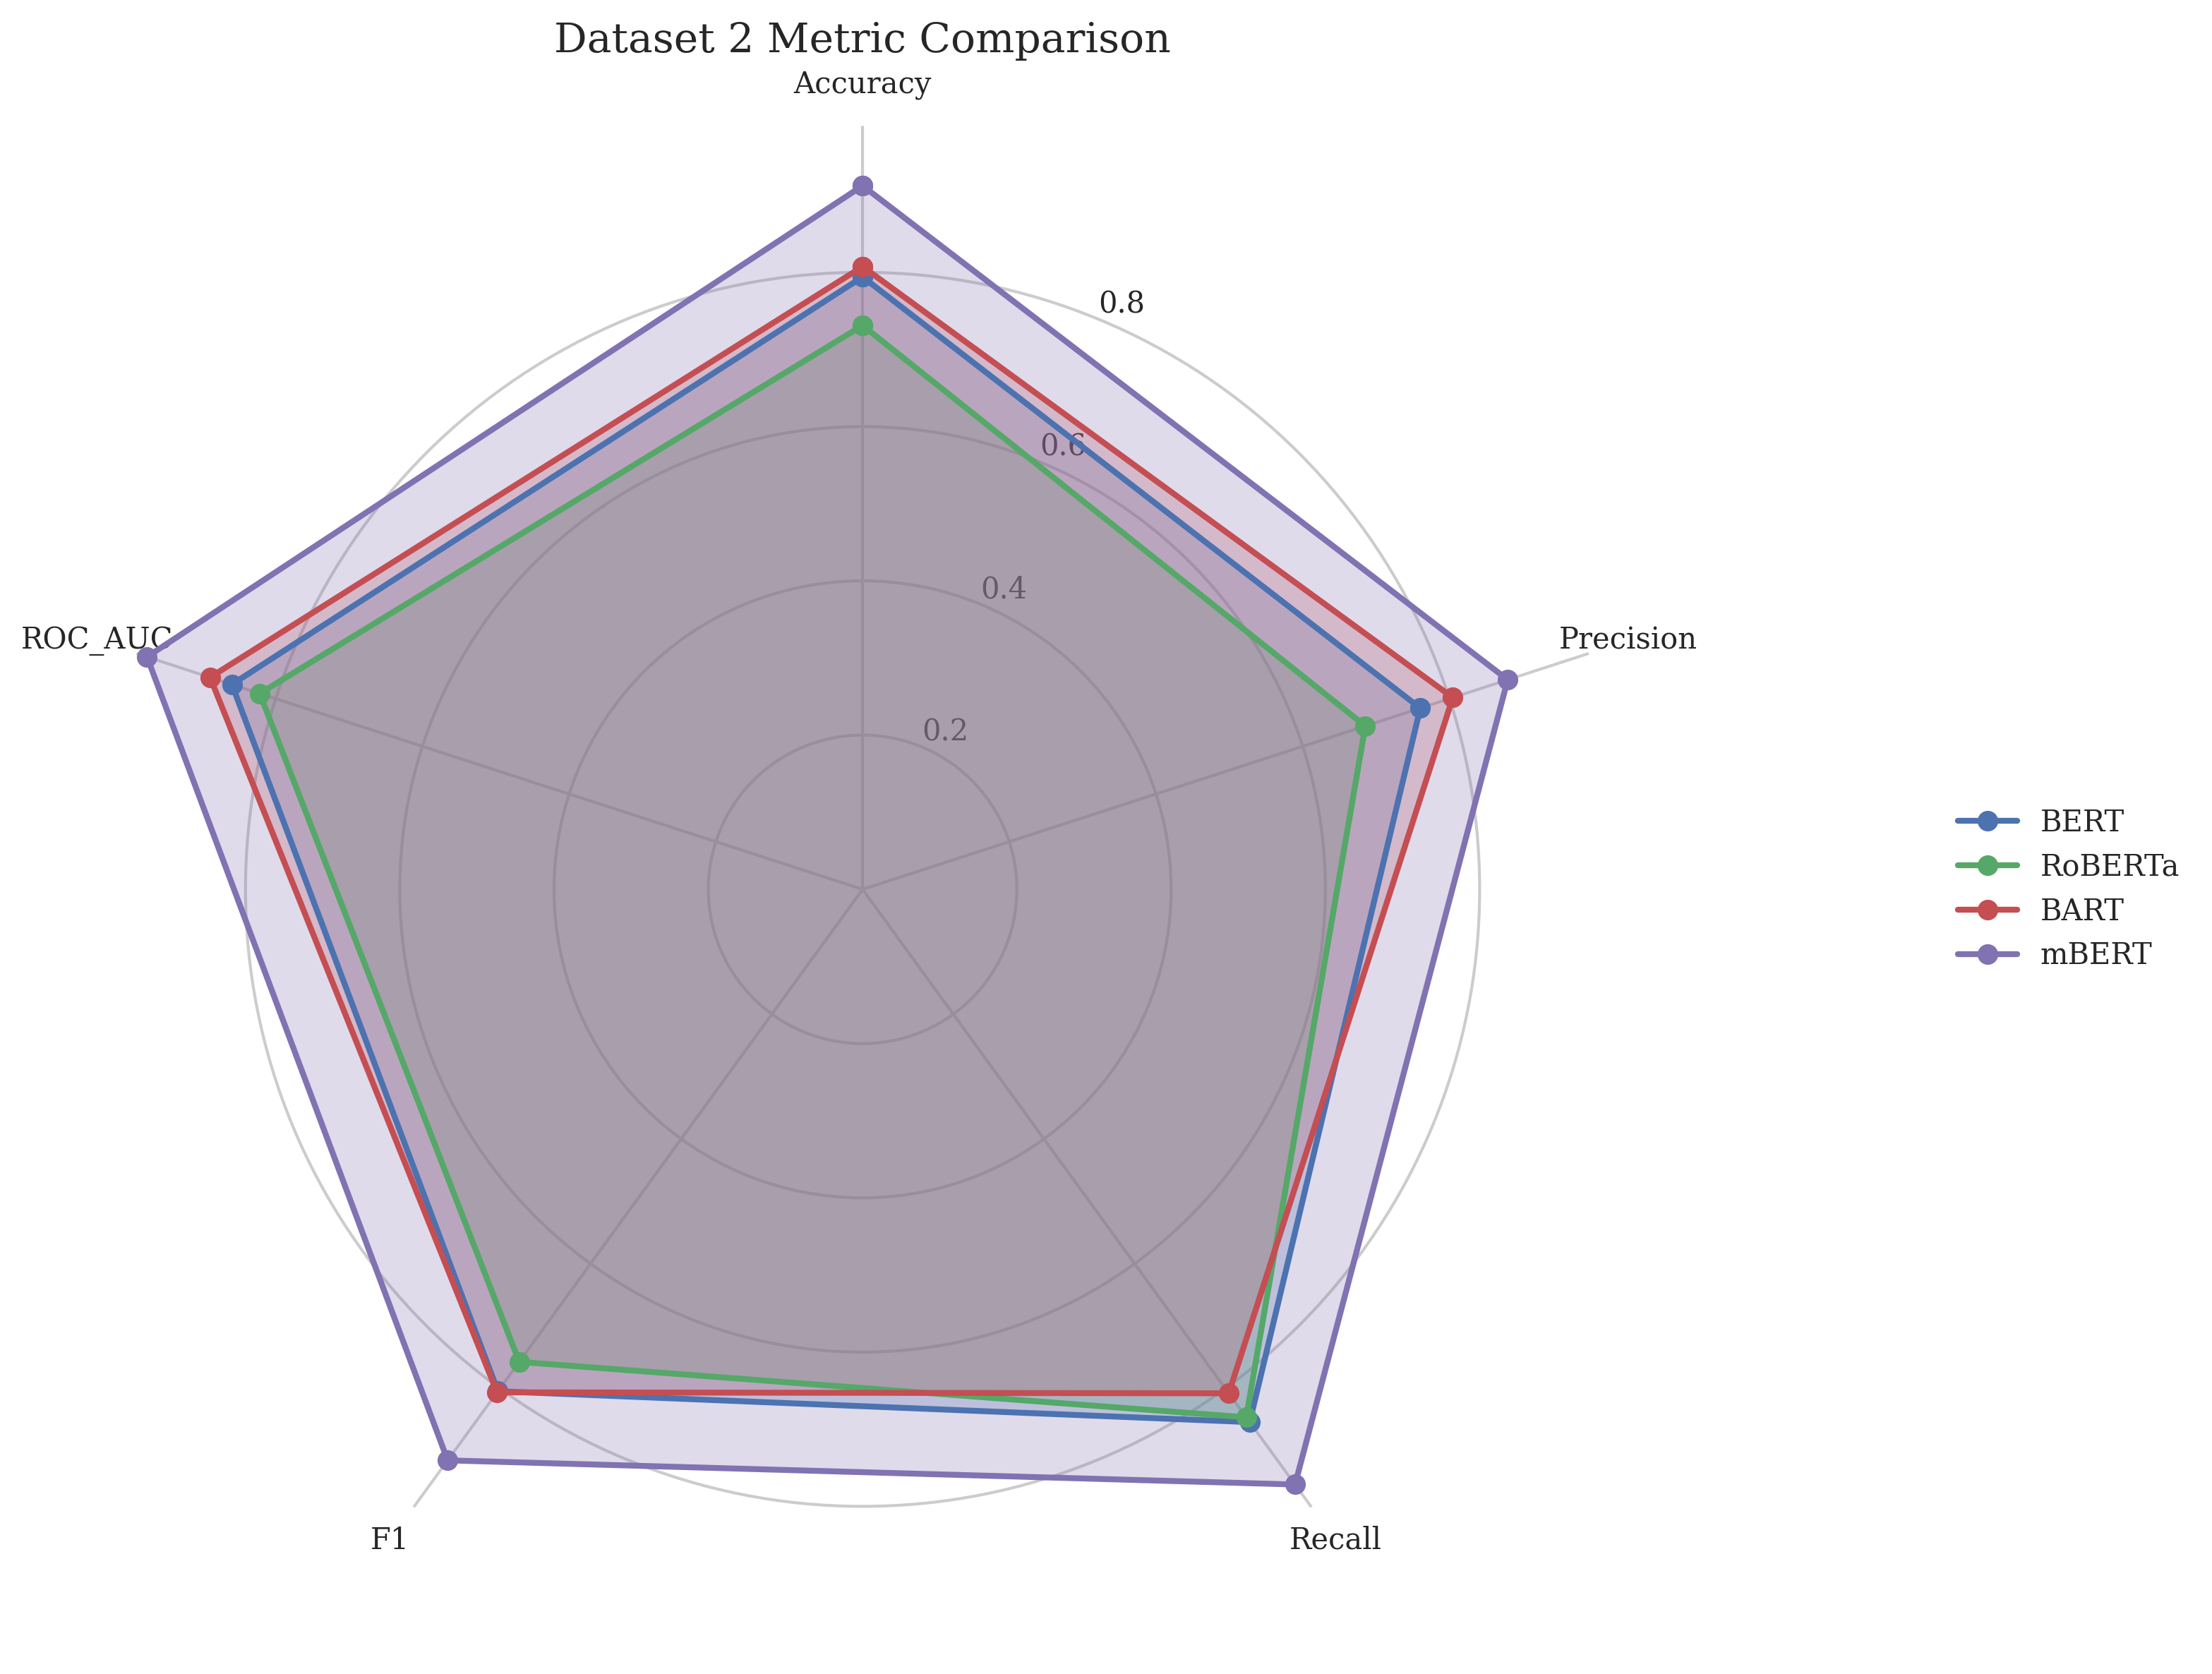 Dataset 2 Metric Comparison
Accuracy
0.8
0.6
0.4
0.2
ROC_AUC
Precision
F1
Recall
BERT
RoBERTa
BART
mBERT